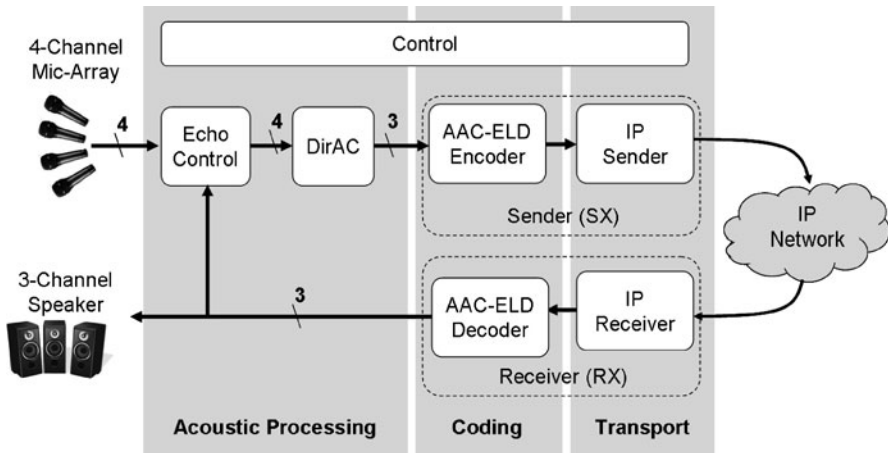 Control
4-Channel
Mic-Array
4
Echo
Control
4
DirAC
3
AAC-ELD
Encoder
IP
Sender
Sender (SX)
IP
Network
3-Channel
Speaker
3
AAC-ELD
Decoder
IP
Receiver
Receiver (RX)
Acoustic Processing
Coding
Transport